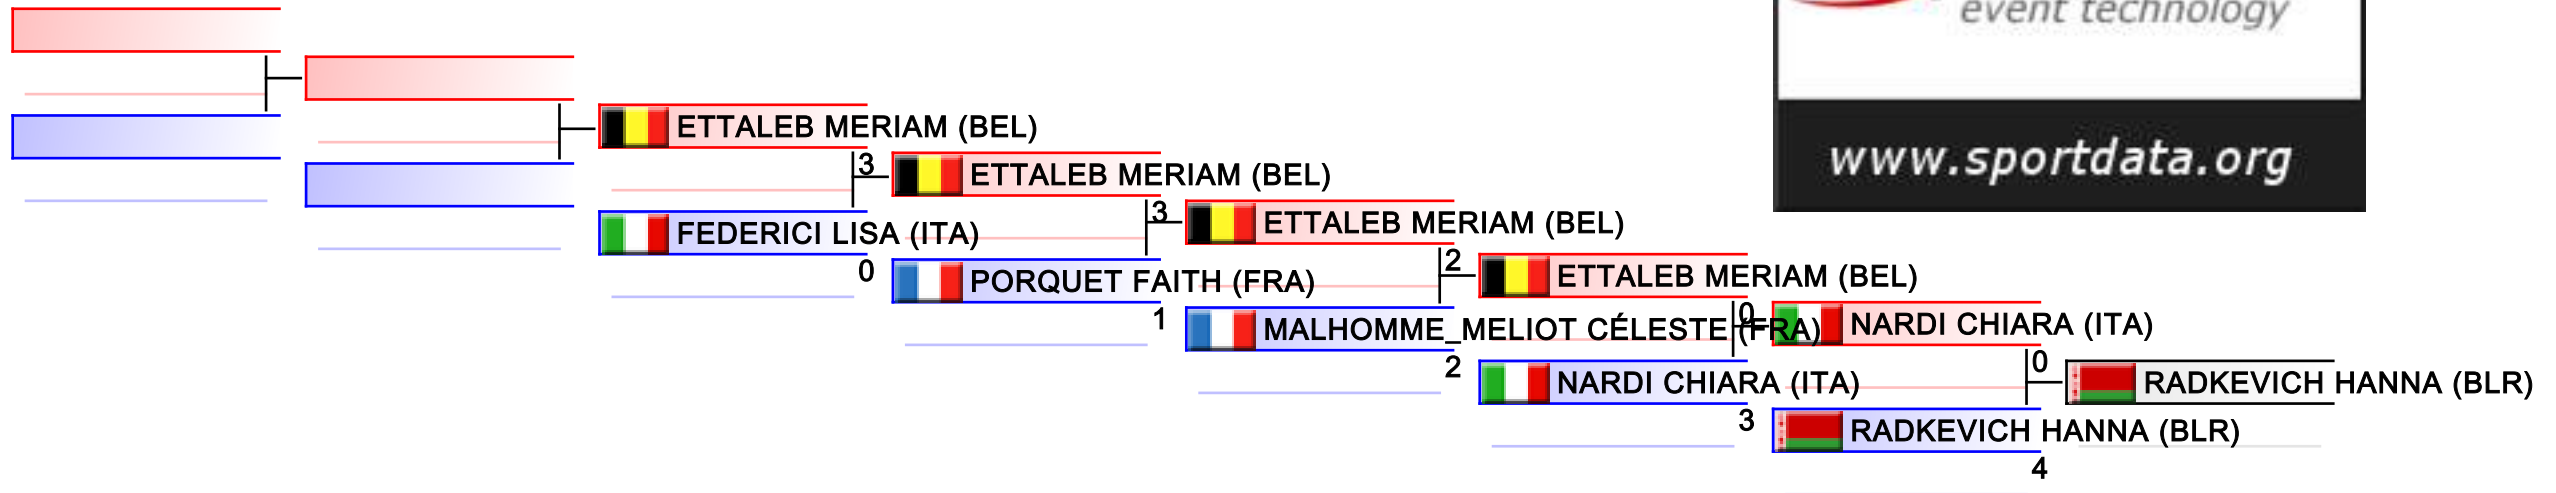 event technology
www.sportdata.org
ETTALEB MERIAM (BEL)
3
FEDERICI LISA (ITA)
0
ETTALEB MERIAM (BEL)
3
PORQUET FAITH (FRA)
1
ETTALEB MERIAM (BEL)
2
MALHOMME_MELIOT CÉLESTE (FRA)
2
ETTALEB MERIAM (BEL)
0
NARDI CHIARA (ITA)
3
NARDI CHIARA (ITA)
0
RADKEVICH HANNA (BLR)
4
RADKEVICH HANNA (BLR)